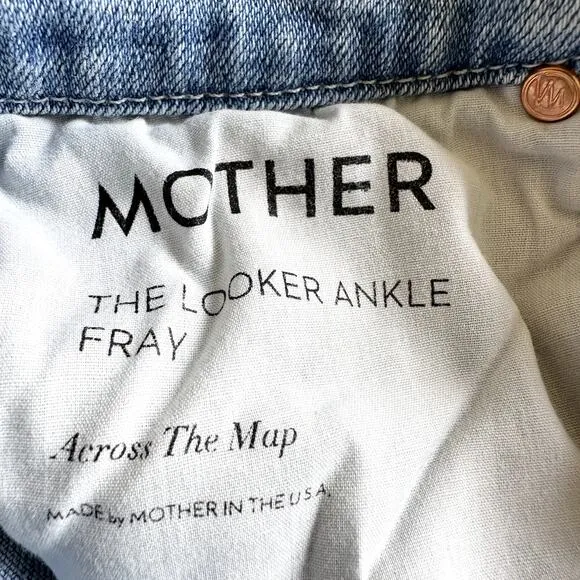 MOTHER
THE LOOKER ANKLE
FRAY
Across The Map
MADE by MOTHER IN THE U.S.A.